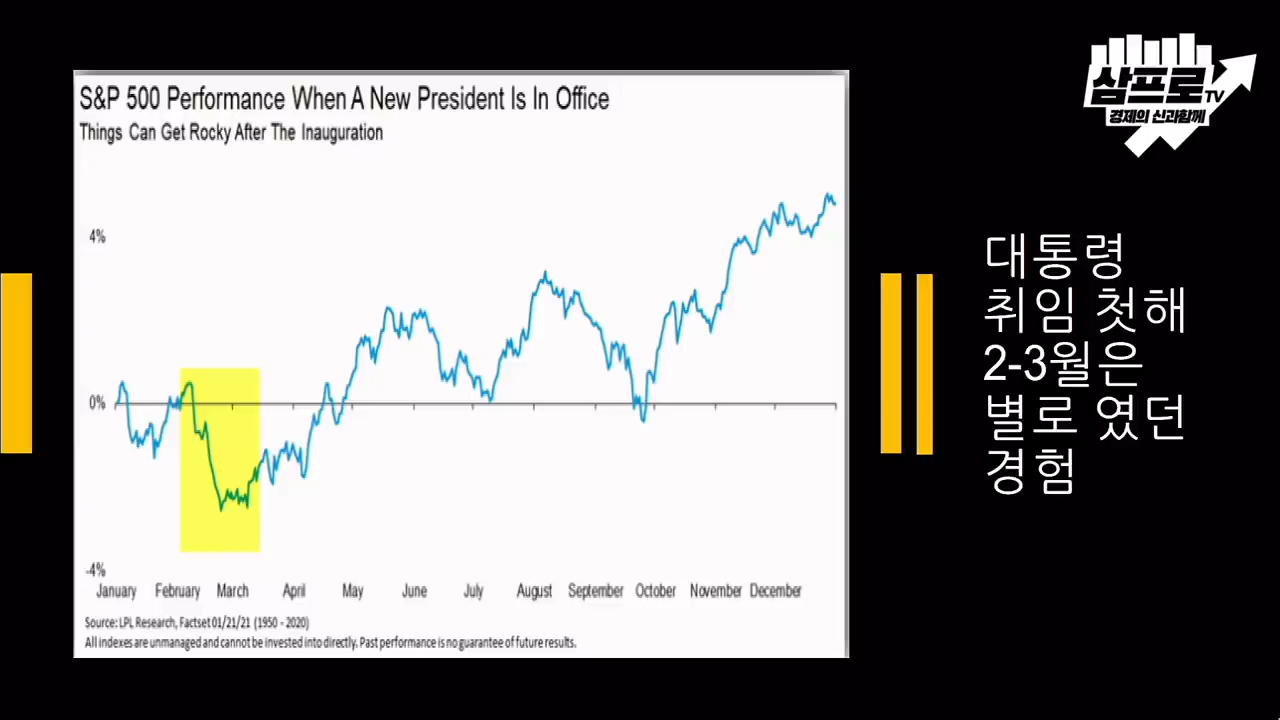 S&P 500 Performance When A New President Is In Office
Things Can Get Rocky After The Inauguration
4%
0%
-4%
January February March April May June July August September October November December
Source: LPL Research, Factset 01/21/21 (1950 - 2020)
All indexes are unmanaged and cannot be invested into directly. Past performance is no guarantee of future results.
삼프로TV
경제의 신과함께
대통령
취임 첫해
2-3월은
별로 였던
경험